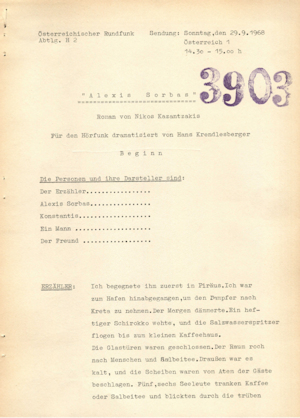 Österreichischer Rundfunk Sendung: Sonntag,den 29.9.1968
Abtlg. H 2 Österreich 1
14.30 - 15.00 h
"Alexis Sorbas"
3903
Roman von Nikos Kazantzakis
Für den Hörfunk dramatisiert von Hans Krendlesberger
Beginn
Die Personen und ihre Darsteller sind:
Der Erzähler.................
Alexis Sorbas................
Konstantin...................
Ein Mann .................
Der Freund .................
ERZÄHLER: Ich begegnete ihm zuerst in Piräus.Ich war
zum Hafen hinabgegangen,um den Dampfer nach
Kreta zu nehmen.Der Morgen dämmerte.Ein hef-
tiger Schirokko wehte, und die Salzwasserspritzer
fingen bis zum kleinen Kaffeehaus.
Die Glastüren waren geschlossen.Der Raum roch
nach Menschen und Salbeitee.Draußen war es
kalt, und die Scheiben waren vom Atem der Gäste
beschlagen. Fünf,sechs Seeleute tranken Kaffee
oder Salbeitee und blickten durch die trüben